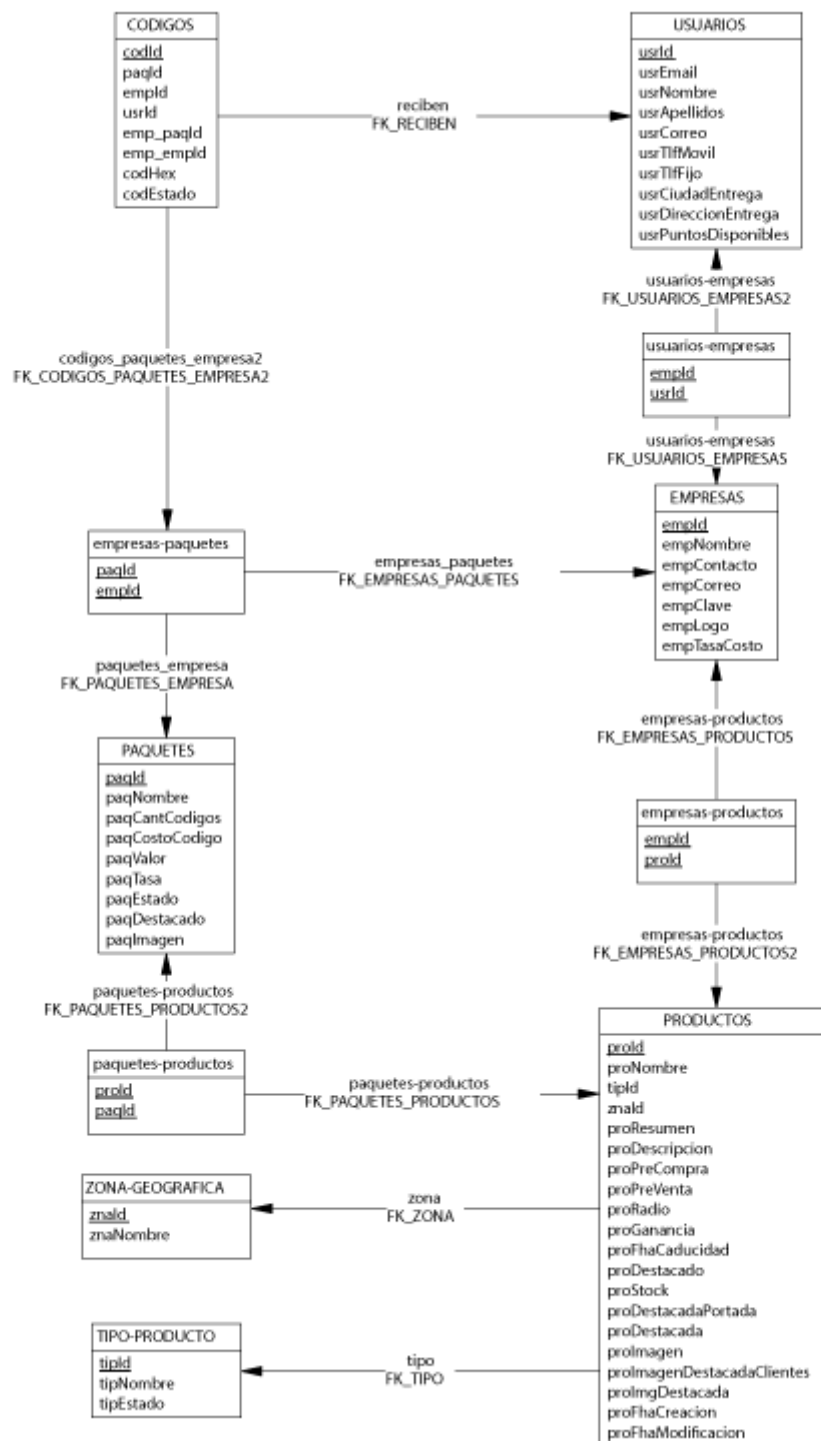 CODIGOS
codId
paqId
empId
usrId
emp_paqId
emp_empId
codHex
codEstado
reciben
FK_RECIBEN
USUARIOS
usrId
usrEmail
usrNombre
usrApellidos
usrCorreo
usrTlfMovil
usrTlfFijo
usrCiudadEntrega
usrDireccionEntrega
usrPuntosDisponibles
usuarios-empresas
FK_USUARIOS_EMPRESAS2
usuarios-empresas
empId
usrId
usuarios-empresas
FK_USUARIOS_EMPRESAS
codigos_paquetes_empresa2
FK_CODIGOS_PAQUETES_EMPRESA2
EMPRESAS
empId
empNombre
empContacto
empCorreo
empClave
empLogo
empTasaCosto
empresas-paquetes
paqId
empId
empresas_paquetes
FK_EMPRESAS_PAQUETES
paquetes_empresa
FK_PAQUETES_EMPRESA
PAQUETES
paqId
paqNombre
paqCantCodigos
paqCostoCodigo
paqValor
paqTasa
paqEstado
paqDestacado
paqImagen
empresas-productos
FK_EMPRESAS_PRODUCTOS
empresas-productos
empId
proId
empresas-productos
FK_EMPRESAS_PRODUCTOS2
paquetes-productos
FK_PAQUETES_PRODUCTOS2
paquetes-productos
proId
paqId
paquetes-productos
FK_PAQUETES_PRODUCTOS
PRODUCTOS
proId
proNombre
tipId
znaId
proResumen
proDescripcion
proPreCompra
proPreVenta
proRadio
proGanancia
proFhaCaducidad
proDestacado
proStock
proDestacadaPortada
proDestacada
proImagen
proImagenDestacadaClientes
proImgDestacada
proFhaCreacion
proFhaModificacion
ZONA-GEOGRAFICA
znaId
znaNombre
zona
FK_ZONA
TIPO-PRODUCTO
tipId
tipNombre
tipEstado
tipo
FK_TIPO